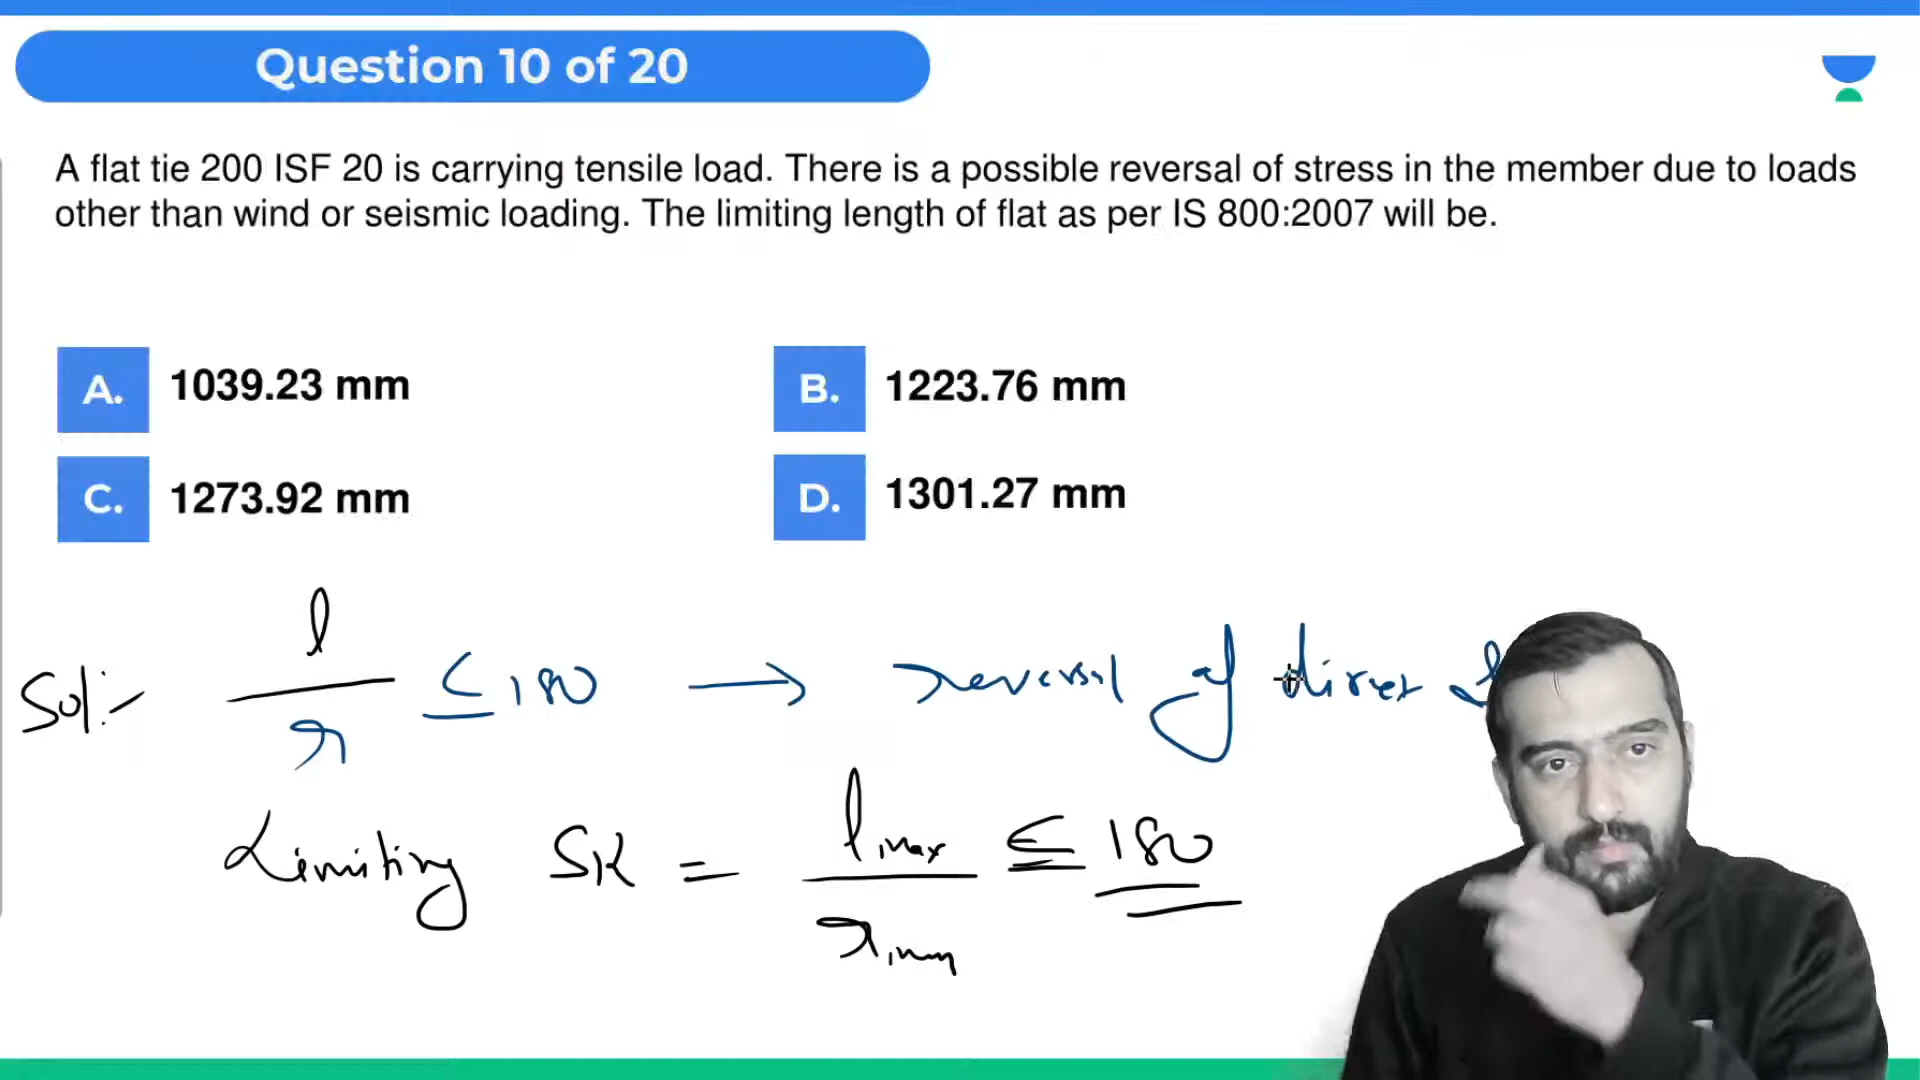 Question 10 of 20
A flat tie 200 ISF 20 is carrying tensile load. There is a possible reversal of stress in the member due to loads
other than wind or seismic loading. The limiting length of flat as per IS 800:2007 will be.
A. 1039.23 mm
B. 1223.76 mm
C. 1273.92 mm
D. 1301.27 mm
Sol:- l/r ≤ 180 → reversal of direct
Limiting SR = lmax/rmin ≤ 180